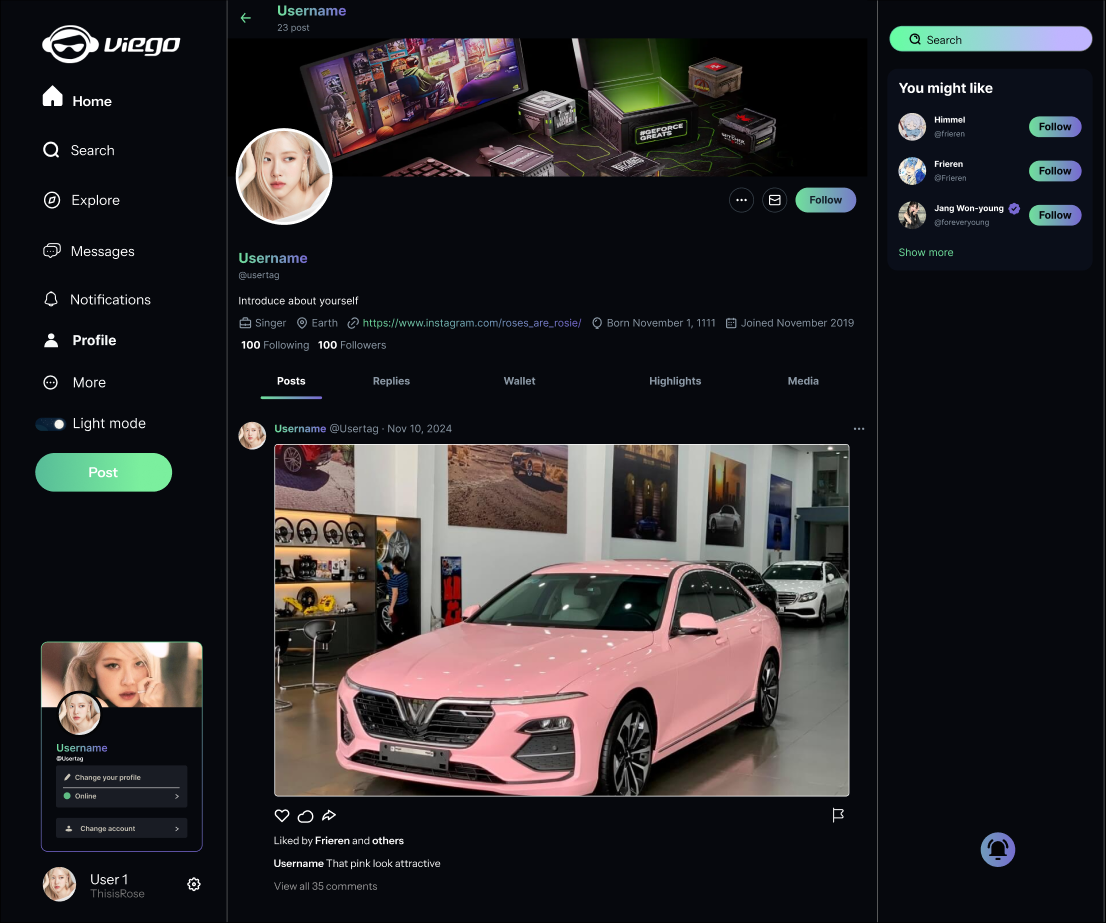 VIEGO
Home
Search
Explore
Messages
Notifications
Profile
More
Light mode
Post
Username
@Usertag
Change your profile
Online
Change account
User 1
ThisisRose
Username
23 post
#GEFORCE
GREATS
Follow
Username
@usertag
Introduce about yourself
Singer Earth https://www.instagram.com/roses_are_rosie/ Born November 1, 1111 Joined November 2019
100 Following 100 Followers
Posts Replies Wallet Highlights Media
Username @Usertag · Nov 10, 2024
Liked by Frieren and others
Username That pink look attractive
View all 35 comments
Search
You might like
Himmel
@frieren
Follow
Frieren
@Frieren
Follow
Jang Won-young
@foreveryoung
Follow
Show more